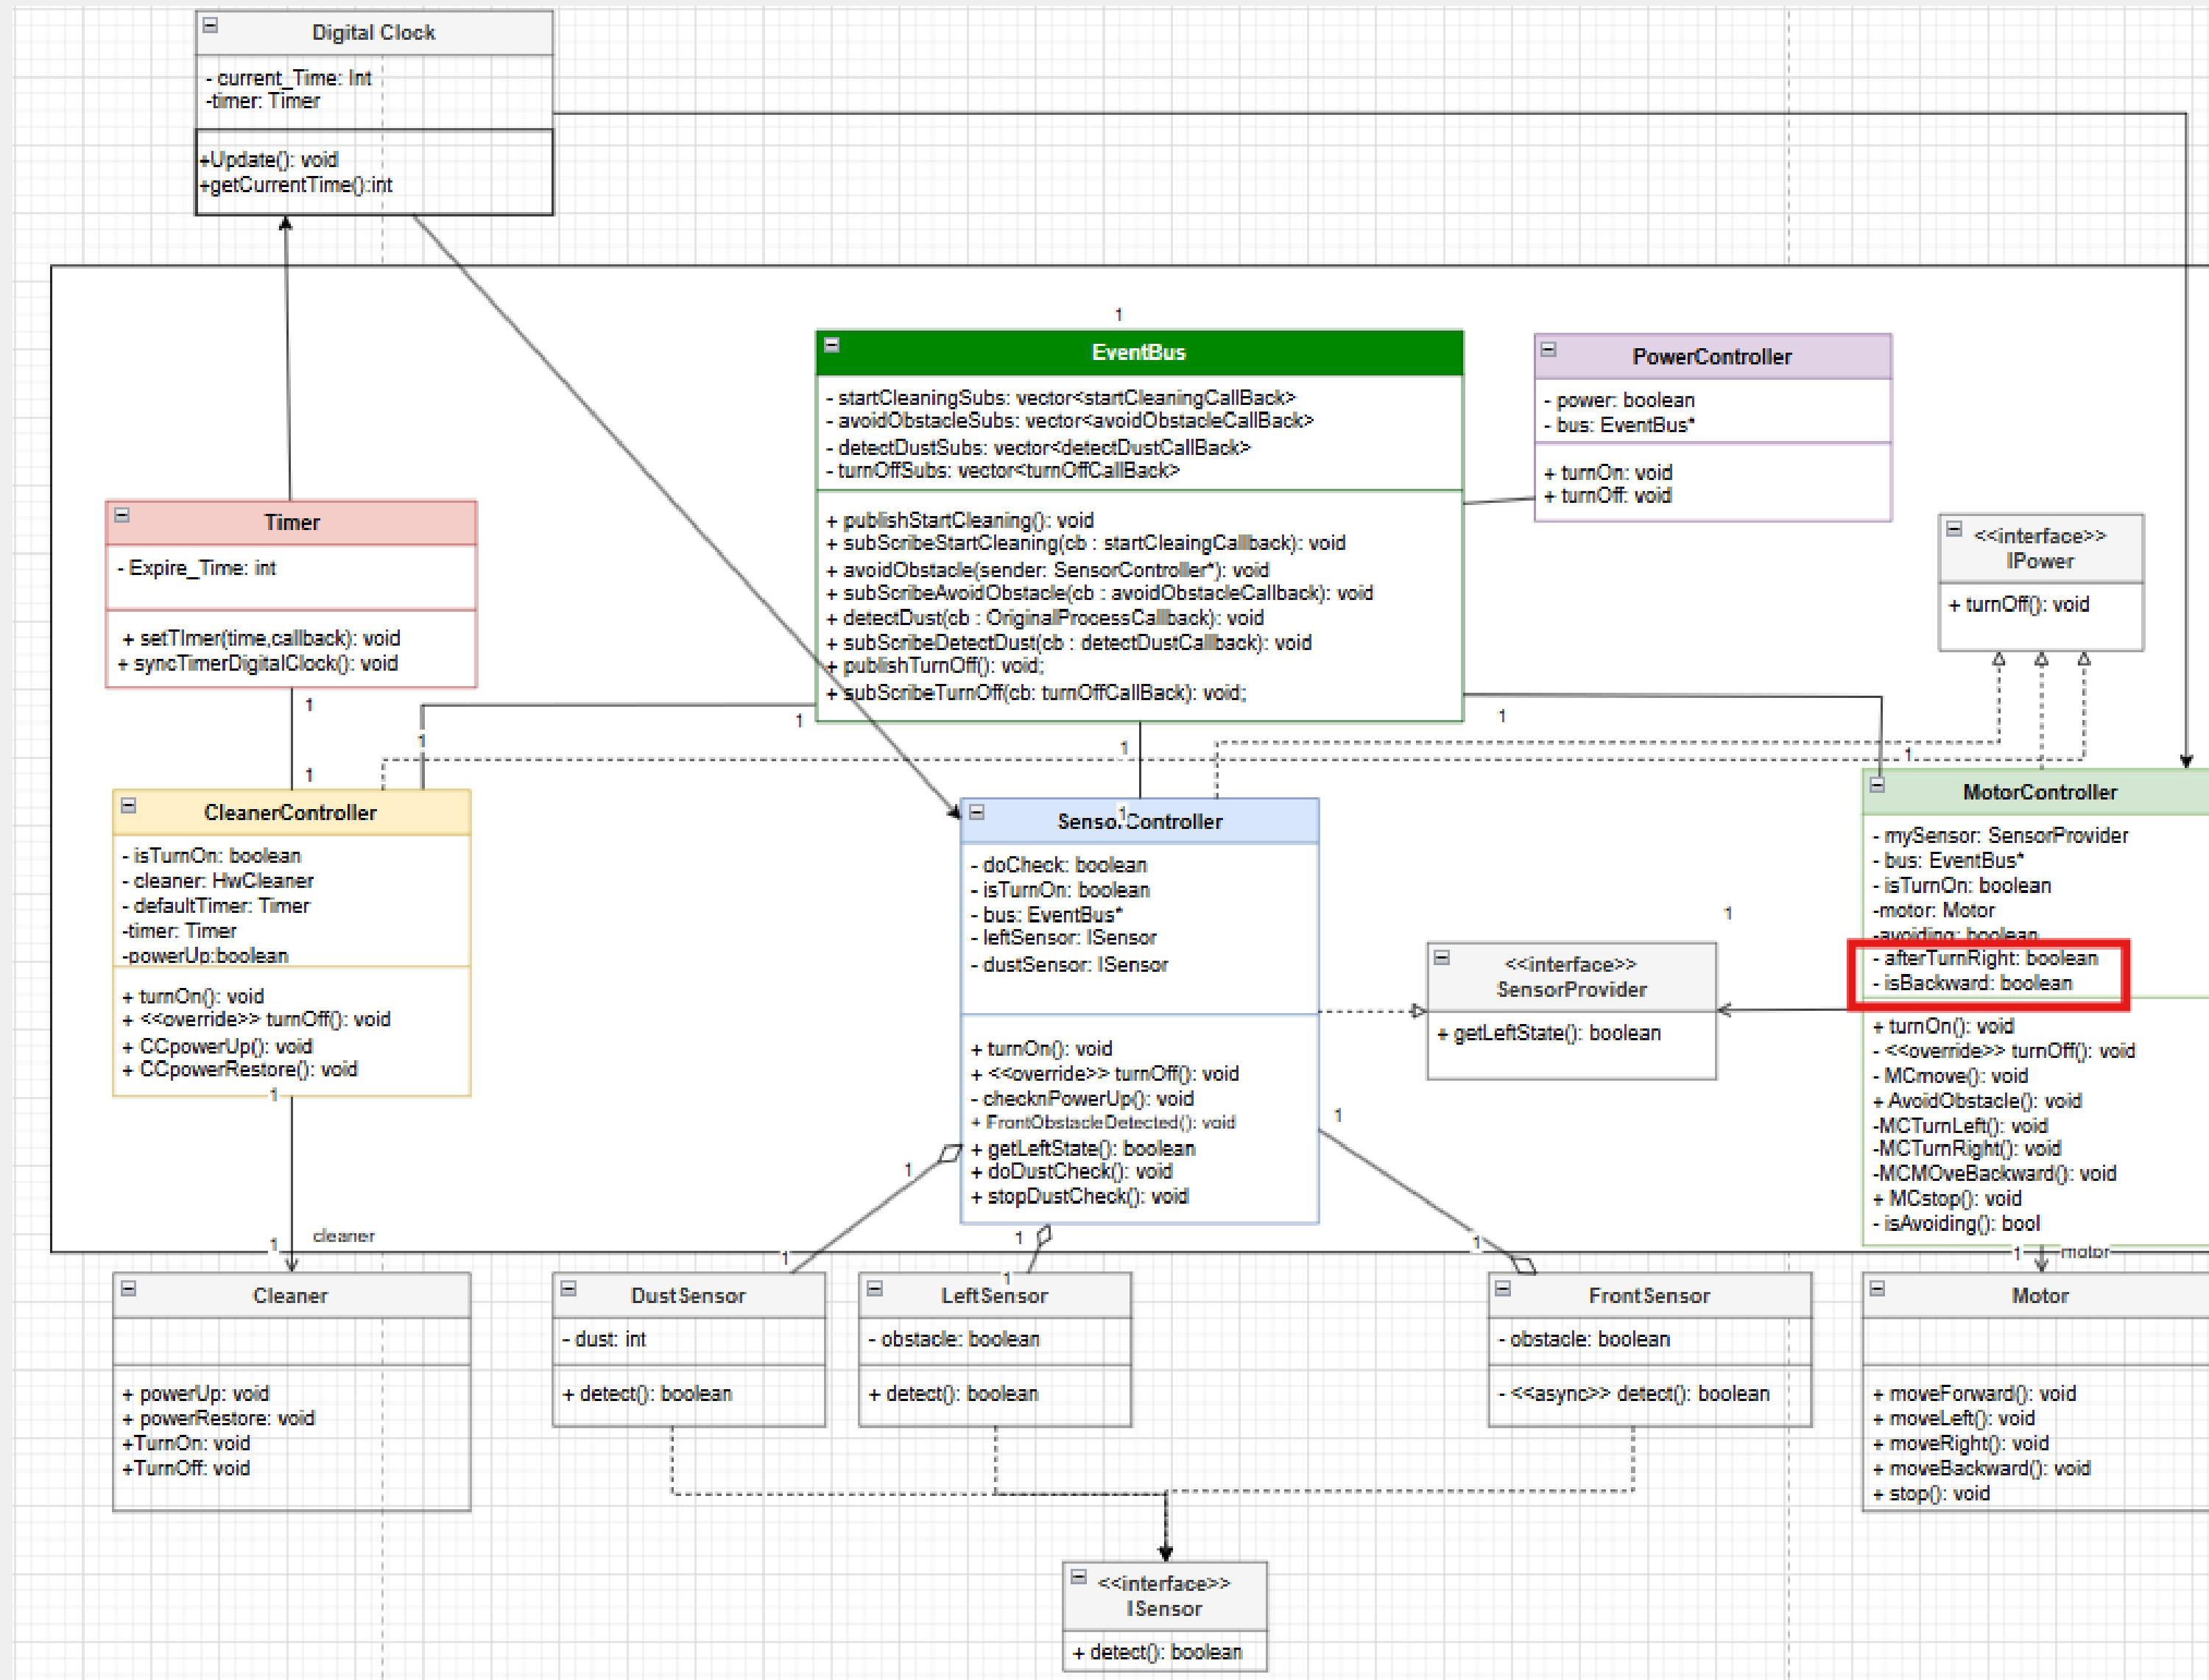 Digital Clock
- current_Time: Int
-timer: Timer
+Update(): void
+getCurrentTime():int
1
EventBus
- startCleaningSubs: vector<startCleaningCallBack>
- avoidObstacleSubs: vector<avoidObstacleCallBack>
- detectDustSubs: vector<detectDustCallBack>
- turnOffSubs: vector<turnOffCallBack>
+ publishStartCleaning(): void
+ subScribeStartCleaning(cb : startCleaingCallback): void
+ avoidObstacle(sender: SensorController*): void
+ subScribeAvoidObstacle(cb : avoidObstacleCallback): void
+ detectDust(cb : OriginalProcessCallback): void
+ subScribeDetectDust(cb : detectDustCallback): void
+ publishTurnOff(): void;
+ subScribeTurnOff(cb: turnOffCallBack): void;
PowerController
- power: boolean
- bus: EventBus*
+ turnOn: void
+ turnOff: void
<<interface>>
IPower
+ turnOff(): void
Timer
- Expire_Time: int
+ setTImer(time,callback): void
+ syncTimerDigitalClock(): void
1
1
1
1
1
1
1
1
1
CleanerController
- isTurnOn: boolean
- cleaner: HwCleaner
- defaultTimer: Timer
-timer: Timer
-powerUp:boolean
+ turnOn(): void
+ <<override>> turnOff(): void
+ CCpowerUp(): void
+ CCpowerRestore(): void
1
1
cleaner
SensorController
- doCheck: boolean
- isTurnOn: boolean
- bus: EventBus*
- leftSensor: ISensor
- dustSensor: ISensor
+ turnOn(): void
+ <<override>> turnOff(): void
- checknPowerUp(): void
+ FrontObstacleDetected(): void
+ getLeftState(): boolean
+ doDustCheck(): void
+ stopDustCheck(): void
1
<<interface>>
SensorProvider
+ getLeftState(): boolean
MotorController
- mySensor: SensorProvider
- bus: EventBus*
- isTurnOn: boolean
-motor: Motor
-avoiding: boolean
- afterTurnRight: boolean
- isBackward: boolean
+ turnOn(): void
- <<override>> turnOff(): void
- MCmove(): void
+ AvoidObstacle(): void
-MCTurnLeft(): void
-MCTurnRight(): void
-MCMOveBackward(): void
+ MCstop(): void
- isAvoiding(): bool
1
1
1
1
1
1
1
motor
Cleaner
+ powerUp: void
+ powerRestore: void
+TurnOn: void
+TurnOff: void
DustSensor
- dust: int
+ detect(): boolean
LeftSensor
- obstacle: boolean
+ detect(): boolean
FrontSensor
- obstacle: boolean
- <<async>> detect(): boolean
Motor
+ moveForward(): void
+ moveLeft(): void
+ moveRight(): void
+ moveBackward(): void
+ stop(): void
<<interface>>
ISensor
+ detect(): boolean